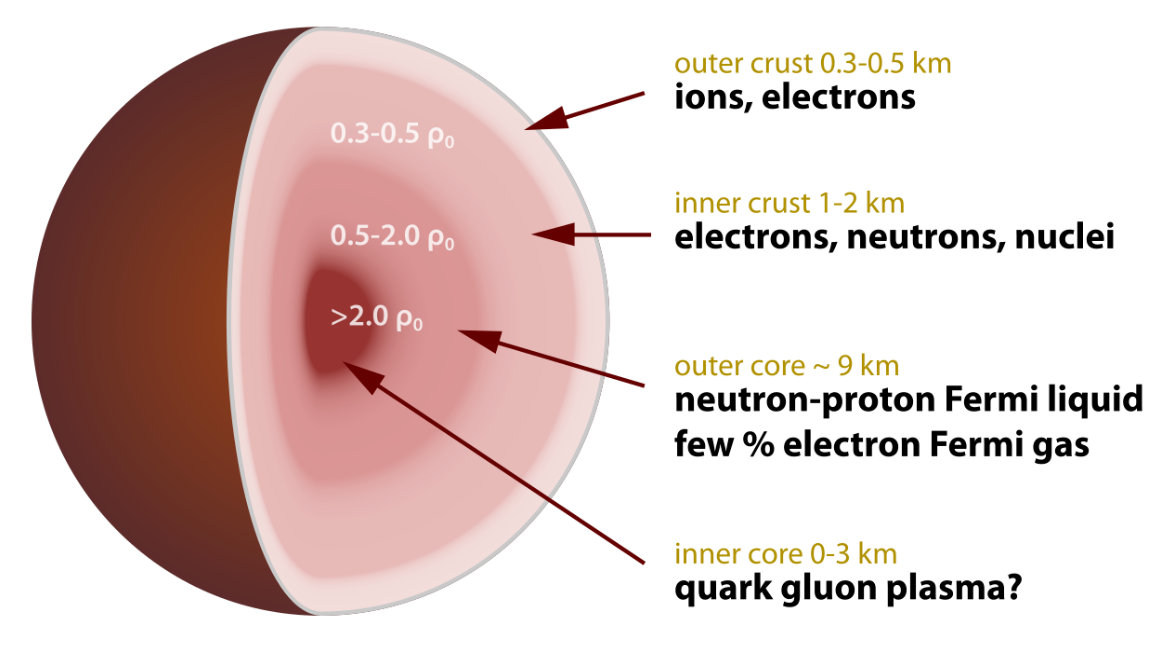 outer crust 0.3-0.5 km
ions, electrons
0.3-0.5 ρ₀
inner crust 1-2 km
electrons, neutrons, nuclei
0.5-2.0 ρ₀
>2.0 ρ₀
outer core ~ 9 km
neutron-proton Fermi liquid
few % electron Fermi gas
inner core 0-3 km
quark gluon plasma?